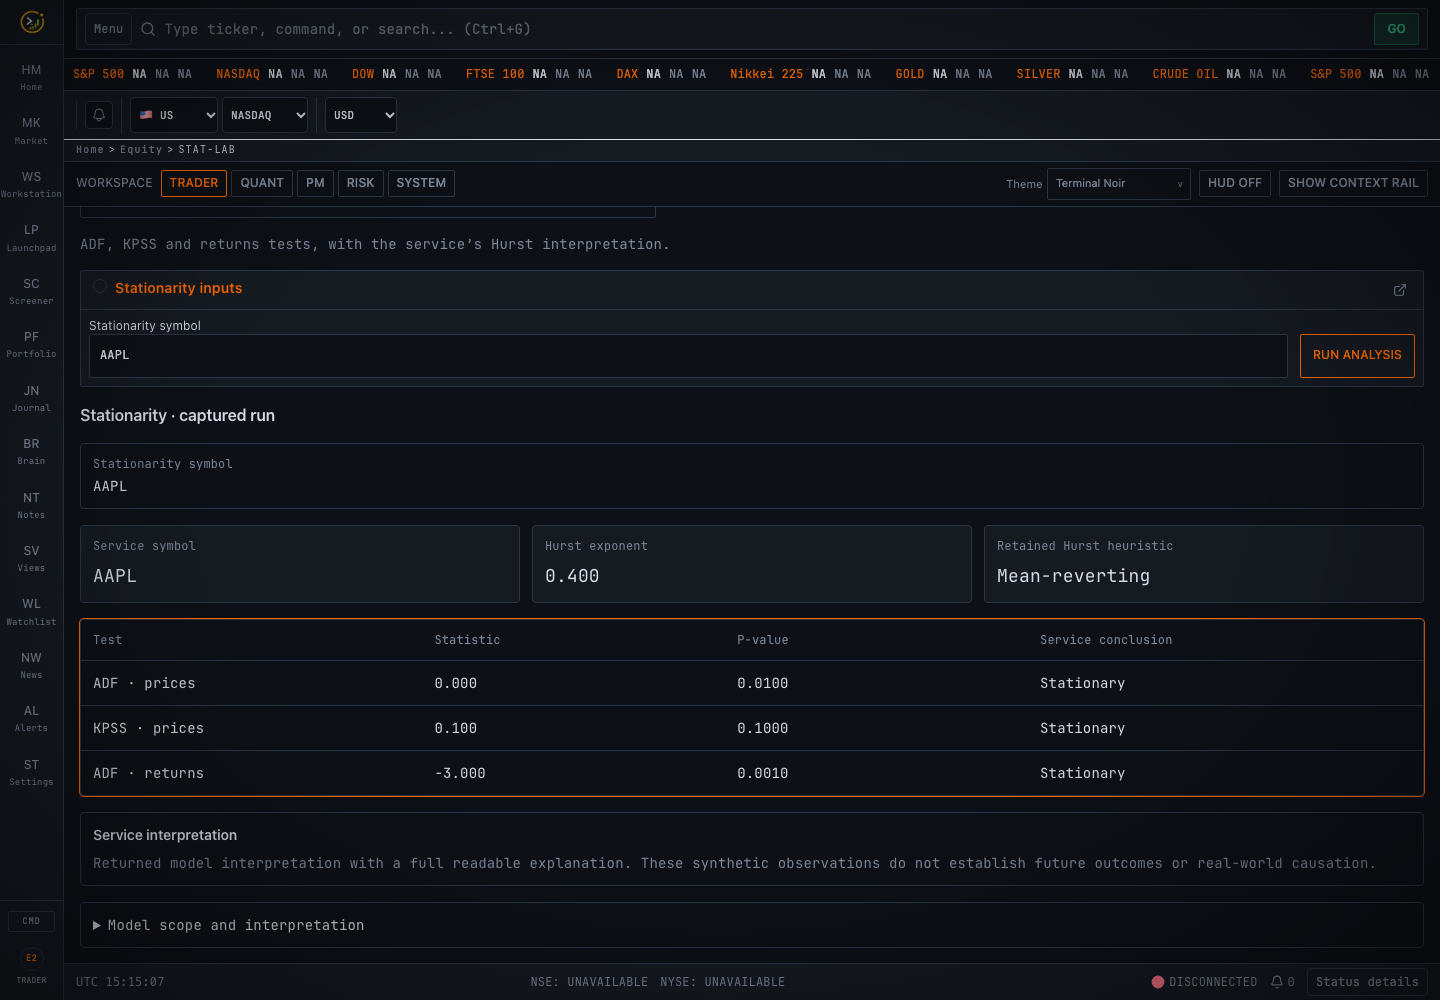 Menu Type ticker, command, or search... (Ctrl+G) GO
S&P 500 NA NA NA NASDAQ NA NA NA DOW NA NA NA FTSE 100 NA NA NA DAX NA NA NA Nikkei 225 NA NA NA GOLD NA NA NA SILVER NA NA NA CRUDE OIL NA NA NA S&P 500 NA NA NA
US NASDAQ USD
Home > Equity > STAT-LAB
WORKSPACE TRADER QUANT PM RISK SYSTEM Theme Terminal Noir HUD OFF SHOW CONTEXT RAIL
HM
Home
MK
Market
WS
Workstation
LP
Launchpad
SC
Screener
PF
Portfolio
JN
Journal
BR
Brain
NT
Notes
SV
Views
WL
Watchlist
NW
News
AL
Alerts
ST
Settings
CMD
E2
TRADER
ADF, KPSS and returns tests, with the service's Hurst interpretation.
Stationarity inputs
Stationarity symbol
AAPL RUN ANALYSIS
Stationarity · captured run
Stationarity symbol
AAPL
Service symbol
AAPL
Hurst exponent
0.400
Retained Hurst heuristic
Mean-reverting
Test Statistic P-value Service conclusion
ADF · prices 0.000 0.0100 Stationary
KPSS · prices 0.100 0.1000 Stationary
ADF · returns -3.000 0.0010 Stationary
Service interpretation
Returned model interpretation with a full readable explanation. These synthetic observations do not establish future outcomes or real-world causation.
Model scope and interpretation
UTC 15:15:07 NSE: UNAVAILABLE NYSE: UNAVAILABLE DISCONNECTED 0 Status details